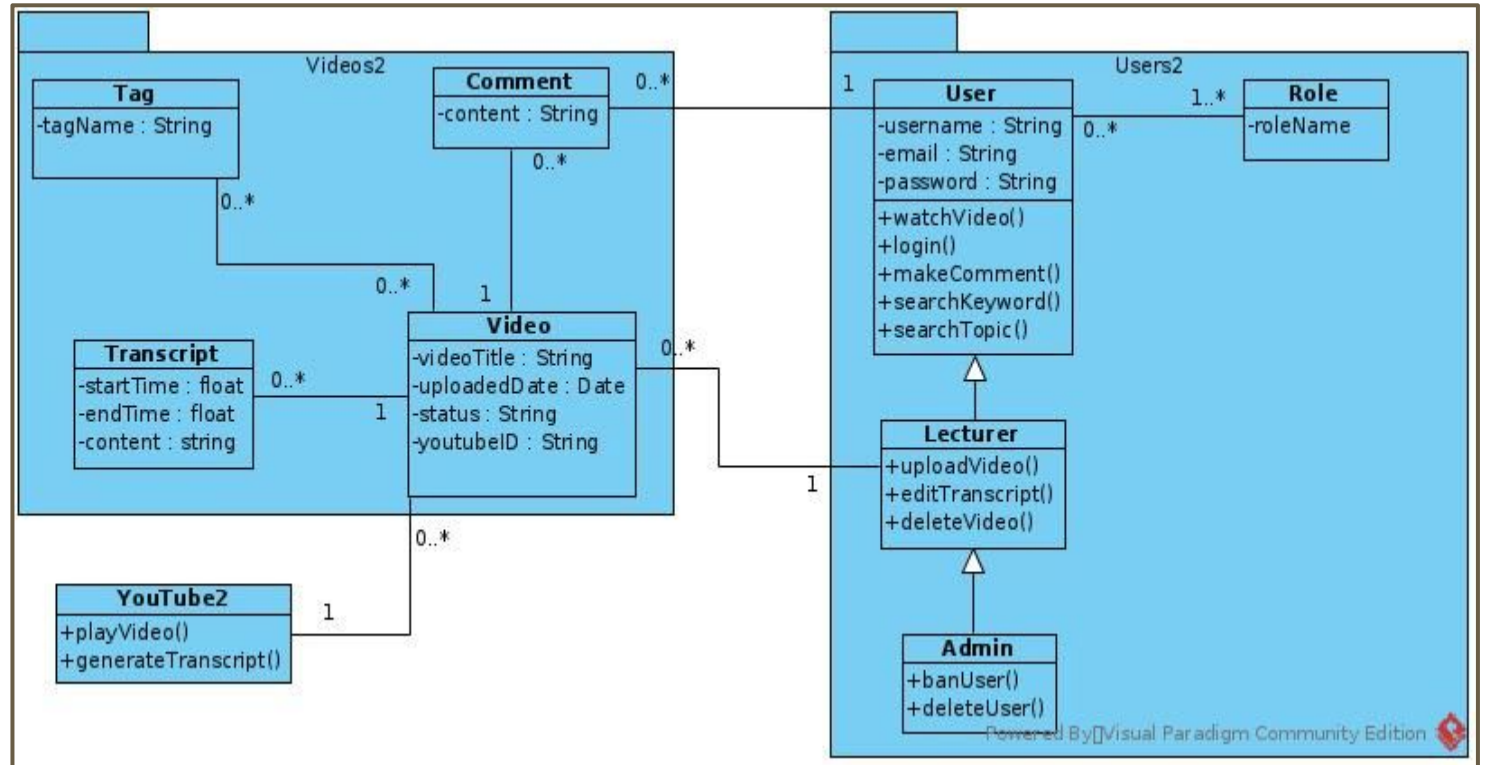 Videos2
Tag
-tagName : String
Comment
-content : String
0..*
1
0..*
0..*
0..*
1
Transcript
-startTime : float
-endTime : float
-content : string
0..*
1
Video
-videoTitle : String
-uploadedDate : Date
-status : String
-youtubeID : String
0..*
1
0..*
1
YouTube2
+playVideo()
+generateTranscript()
Users2
User
-username : String
-email : String
-password : String
+watchVideo()
+login()
+makeComment()
+searchKeyword()
+searchTopic()
1..*
0..*
Role
-roleName
Lecturer
+uploadVideo()
+editTranscript()
+deleteVideo()
Admin
+banUser()
+deleteUser()
Powered By[]Visual Paradigm Community Edition